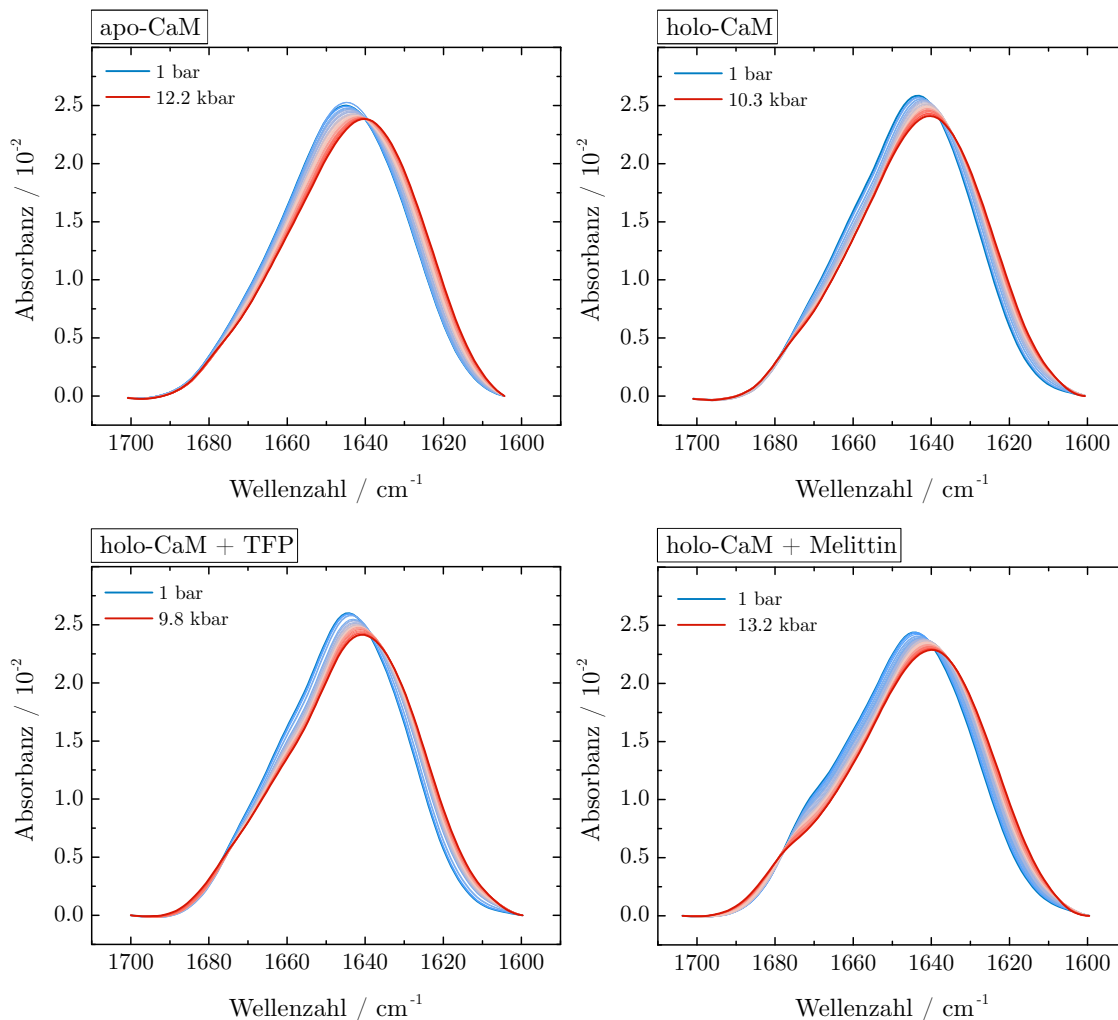 apo-CaM
1 bar
12.2 kbar
Absorbanz / 10⁻²
2.5
2.0
1.5
1.0
0.5
0.0
1700 1680 1660 1640 1620 1600
Wellenzahl / cm⁻¹
holo-CaM
1 bar
10.3 kbar
Absorbanz / 10⁻²
2.5
2.0
1.5
1.0
0.5
0.0
1700 1680 1660 1640 1620 1600
Wellenzahl / cm⁻¹
holo-CaM + TFP
1 bar
9.8 kbar
Absorbanz / 10⁻²
2.5
2.0
1.5
1.0
0.5
0.0
1700 1680 1660 1640 1620 1600
Wellenzahl / cm⁻¹
holo-CaM + Melittin
1 bar
13.2 kbar
Absorbanz / 10⁻²
2.5
2.0
1.5
1.0
0.5
0.0
1700 1680 1660 1640 1620 1600
Wellenzahl / cm⁻¹